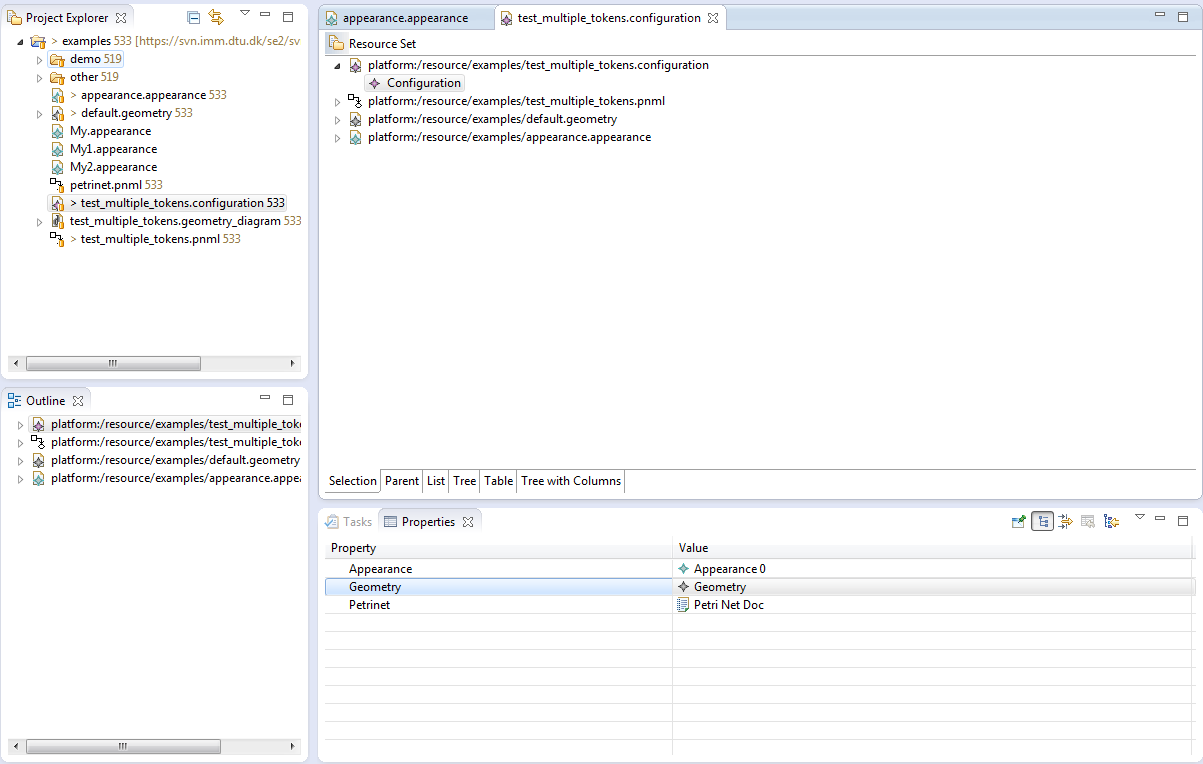 Project Explorer
> examples 533 [https://svn.imm.dtu.dk/se2/sv
demo 519
other 519
> appearance.appearance 533
> default.geometry 533
My.appearance
My1.appearance
My2.appearance
petrinet.pnml 533
> test_multiple_tokens.configuration 533
test_multiple_tokens.geometry_diagram 533
> test_multiple_tokens.pnml 533
Outline
platform:/resource/examples/test_multiple_toke
platform:/resource/examples/test_multiple_toke
platform:/resource/examples/default.geometry
platform:/resource/examples/appearance.appea
appearance.appearance
test_multiple_tokens.configuration
Resource Set
platform:/resource/examples/test_multiple_tokens.configuration
Configuration
platform:/resource/examples/test_multiple_tokens.pnml
platform:/resource/examples/default.geometry
platform:/resource/examples/appearance.appearance
Selection Parent List Tree Table Tree with Columns
Tasks Properties
Property Value
Appearance Appearance 0
Geometry Geometry
Petrinet Petri Net Doc